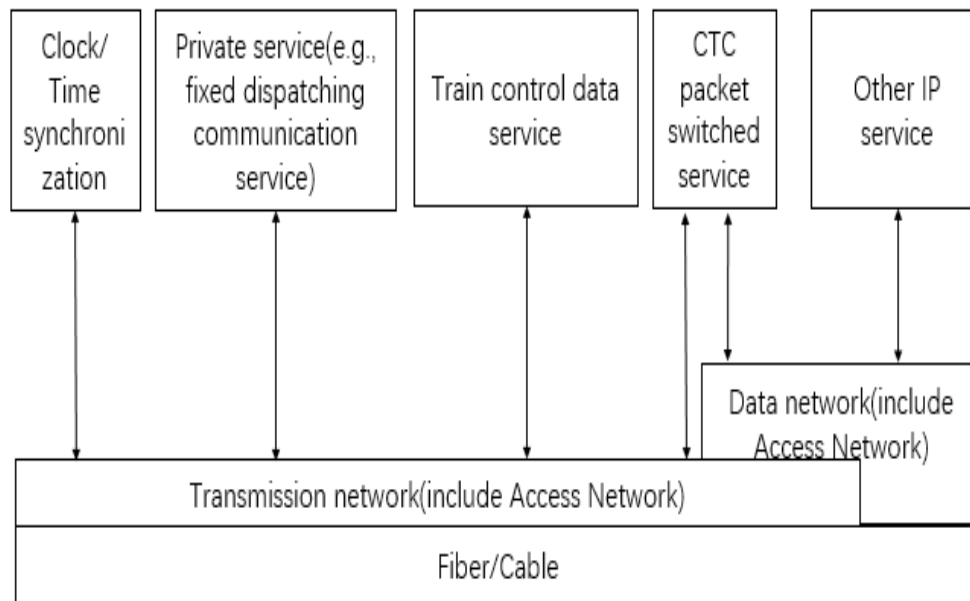 Clock/
Time
synchroni
zation
Private service(e.g.,
fixed dispatching
communication
service)
Train control data
service
CTC
packet
switched
service
Other IP
service
Data network(include
Access Network)
Transmission network(include Access Network)
Fiber/Cable